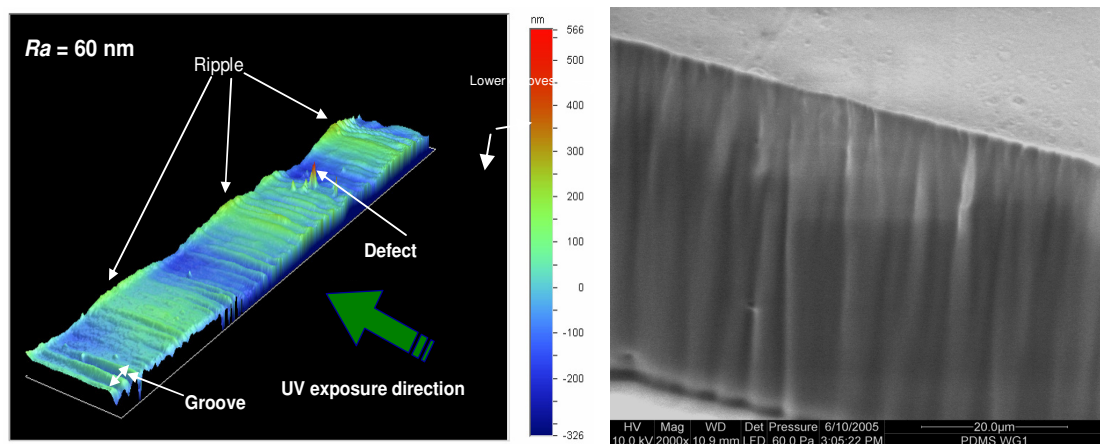 Ra = 60 nm
Ripple
Defect
UV exposure direction
Groove
nm
566
400
300
200
100
0
-100
-200
-326
HV Mag WD Det Pressure 6/10/2005 20.0µm
10.0 kV 2000x 10.9 mm LFD 60.0 Pa 3:05:22 PM PDMS WG1
Lower